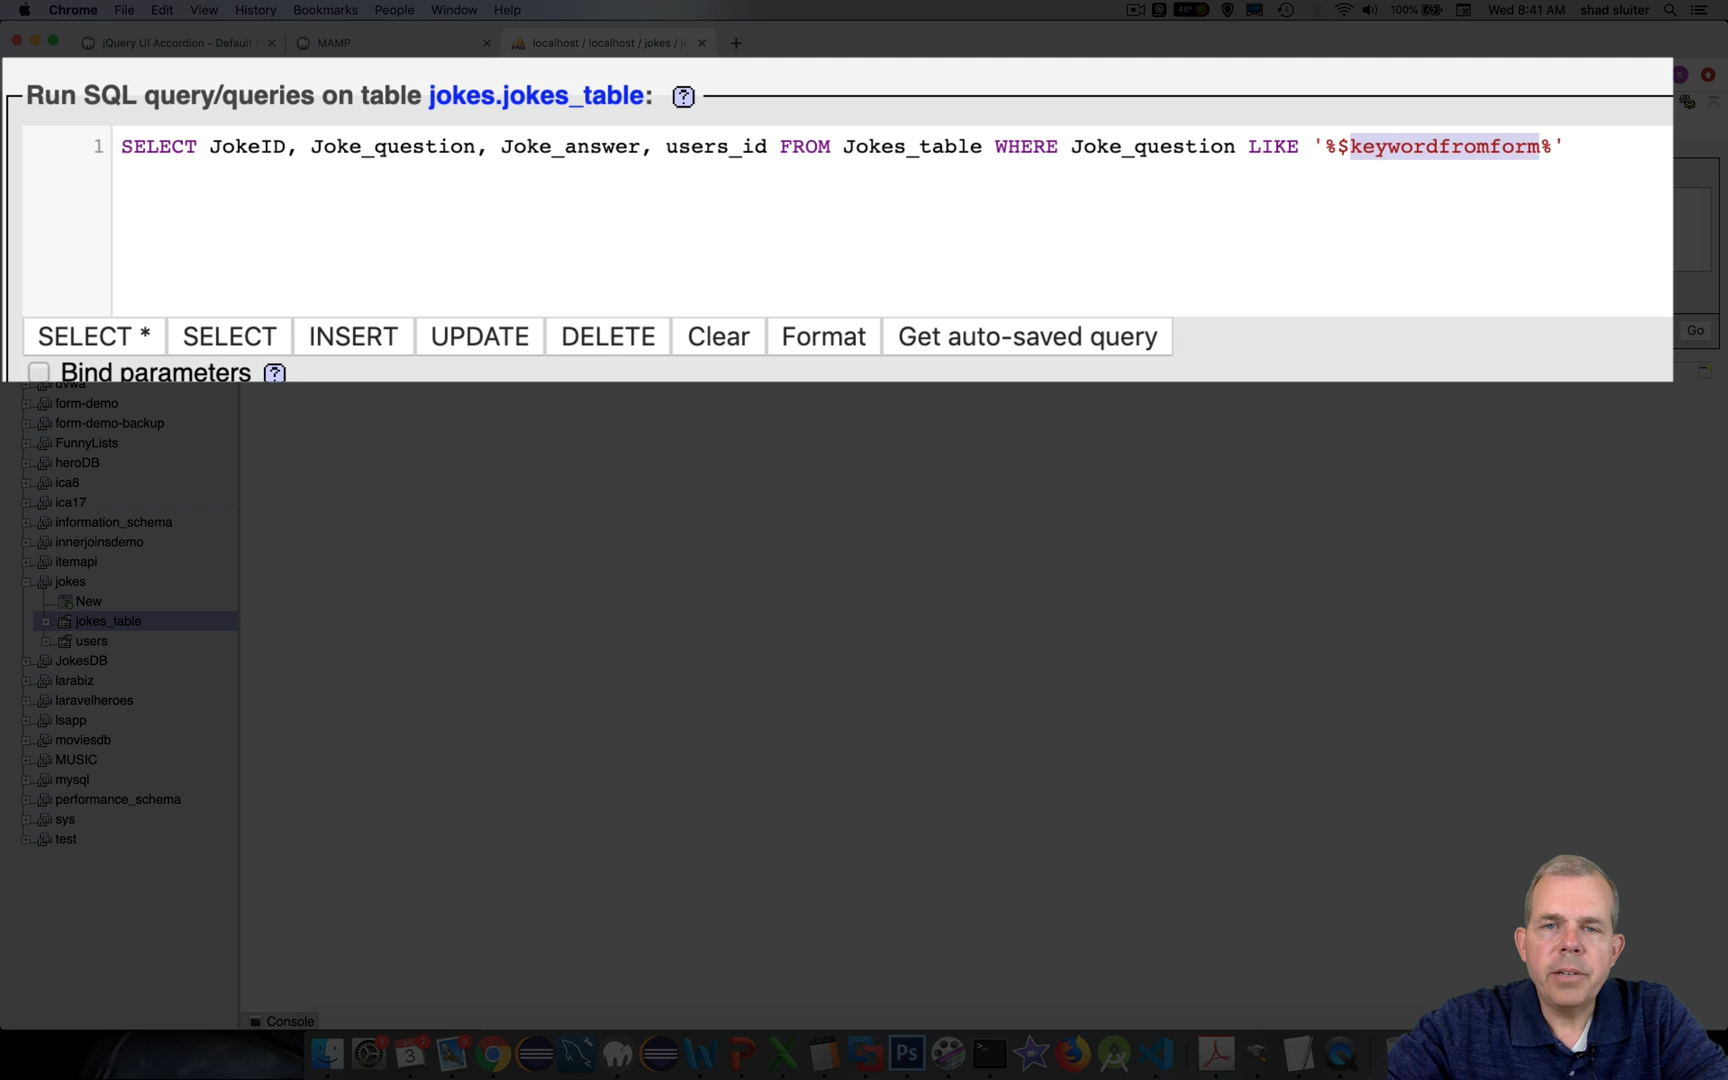 Chrome File Edit View History Bookmarks People Window Help 46° 100% Wed 8:41 AM shad sluiter
jQuery UI Accordion - Default MAMP localhost / localhost / jokes / jo
Run SQL query/queries on table jokes.jokes_table: ?
1 SELECT JokeID, Joke_question, Joke_answer, users_id FROM Jokes_table WHERE Joke_question LIKE '%$keywordfromform%'
SELECT * SELECT INSERT UPDATE DELETE Clear Format Get auto-saved query
Go
Bind parameters ?
dvwa
form-demo
form-demo-backup
FunnyLists
heroDB
ica8
ica17
information_schema
innerjoinsdemo
itemapi
jokes
New
jokes_table
users
JokesDB
larabiz
laravelheroes
lsapp
moviesdb
MUSIC
mysql
performance_schema
sys
test
Console